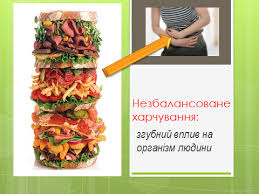 Незбалансоване
харчування:
згубний вплив на
організм людини